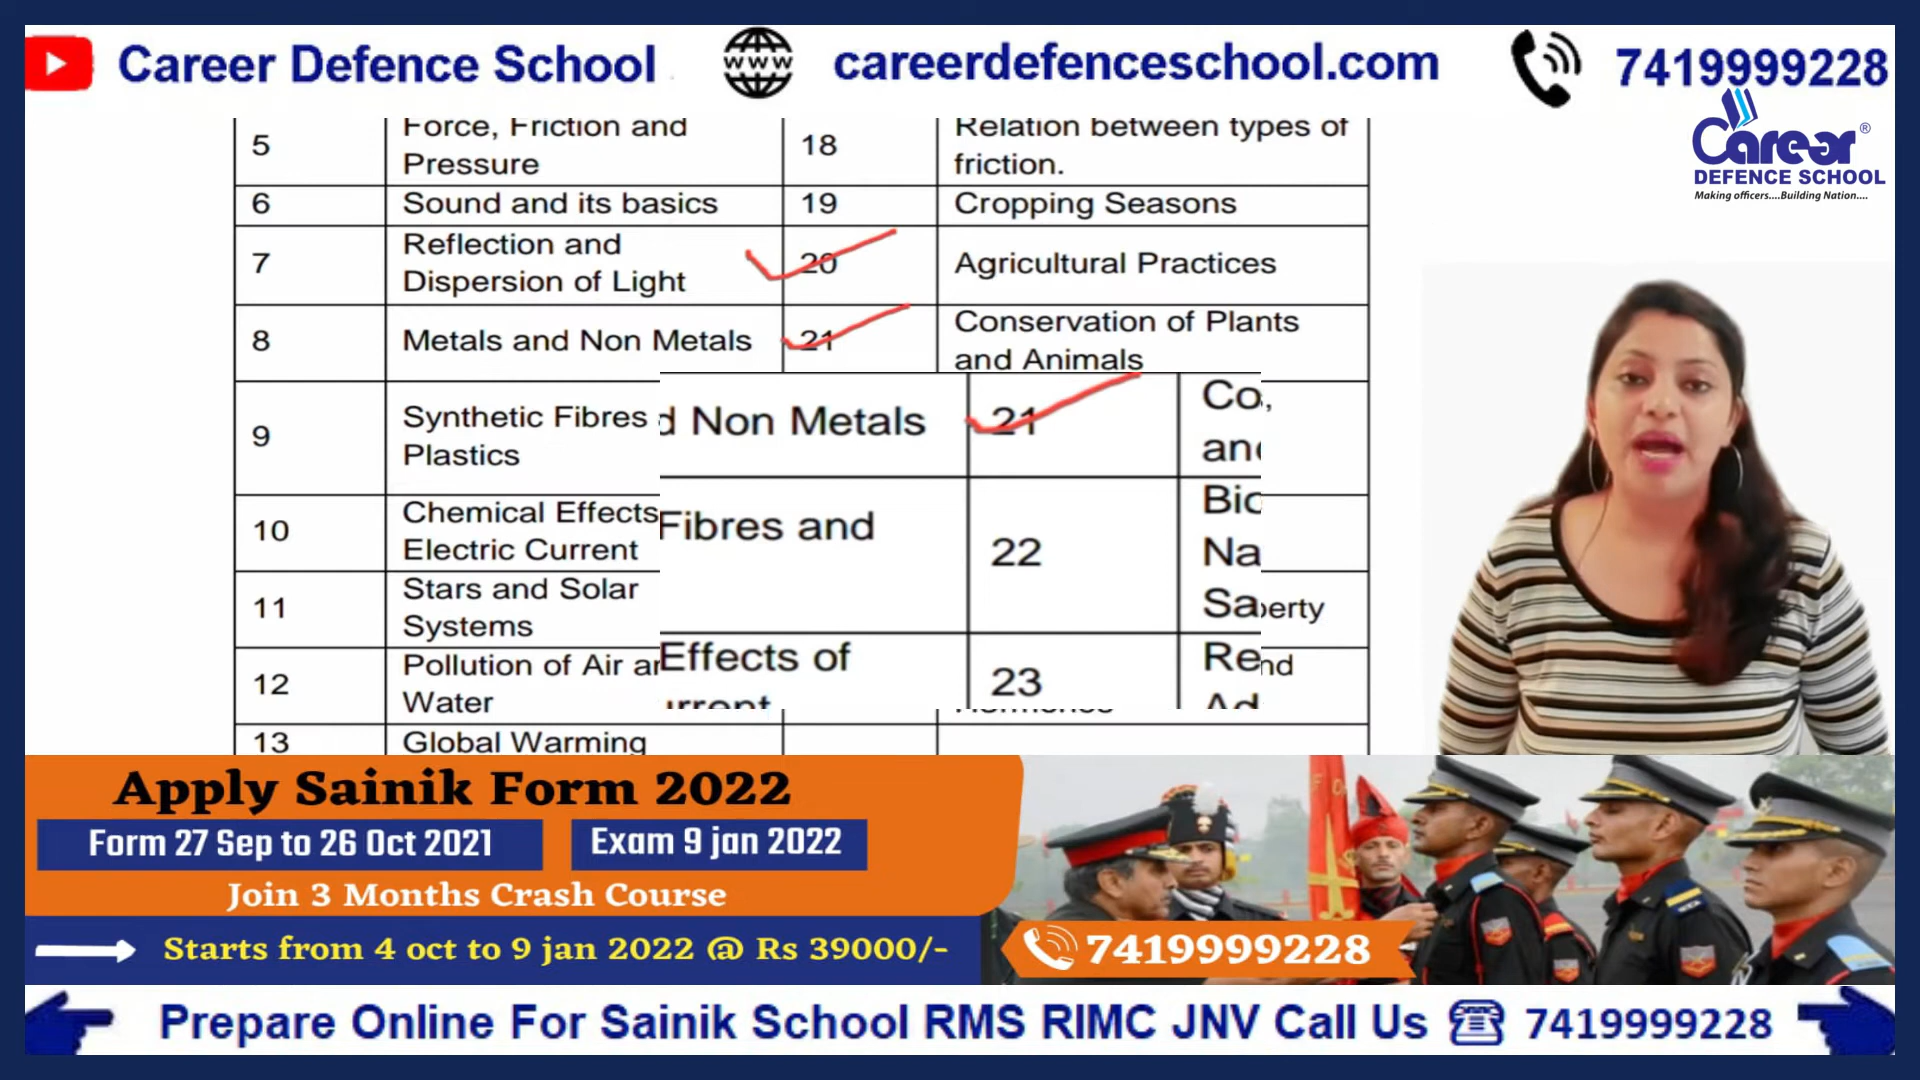 Career Defence School
www
careerdefenceschool.com
7419999228
Carear®
DEFENCE SCHOOL
Making officers....Building Nation....
5
Force, Friction and
Pressure
18
Relation between types of
friction.
6
Sound and its basics
19
Cropping Seasons
7
Reflection and
Dispersion of Light
20
Agricultural Practices
8
Metals and Non Metals
21
Conservation of Plants
and Animals
9
Synthetic Fibres
Plastics
10
Chemical Effects
Electric Current
11
Stars and Solar
Systems
12
Pollution of Air
Water
13
Global Warming
Non Metals
21
Fibres and
22
Effects of
23
Apply Sainik Form 2022
Form 27 Sep to 26 Oct 2021
Exam 9 jan 2022
Join 3 Months Crash Course
Starts from 4 oct to 9 jan 2022 @ Rs 39000/-
7419999228
Prepare Online For Sainik School RMS RIMC JNV Call Us 7419999228